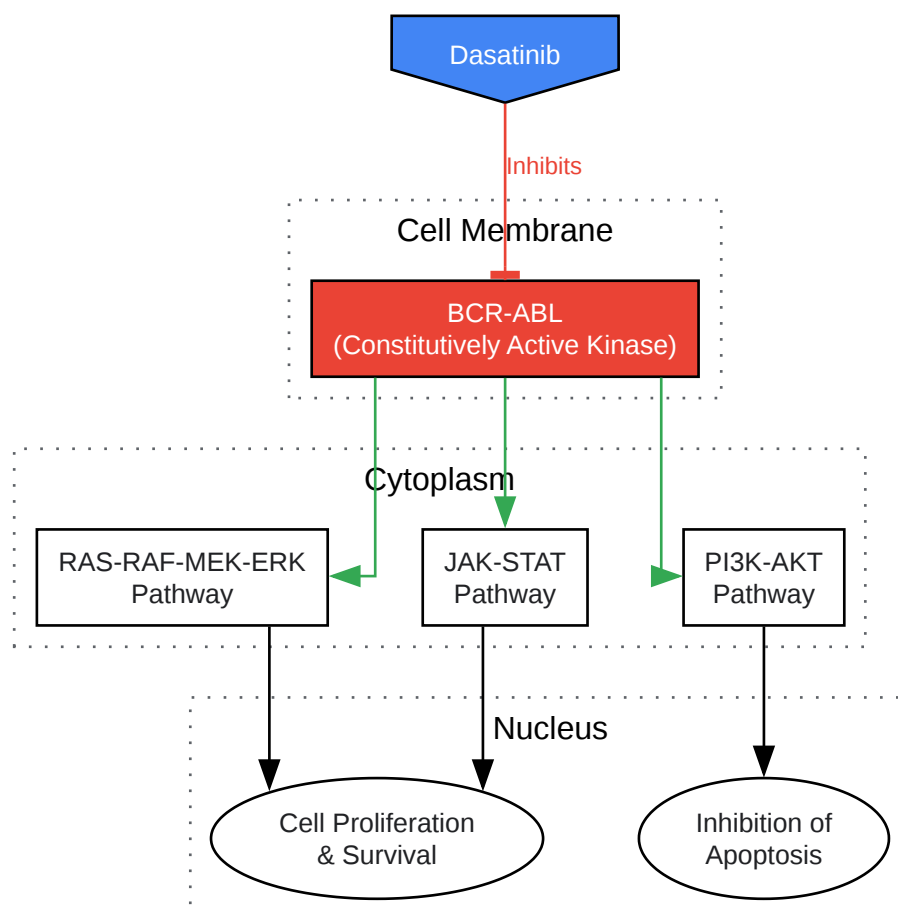 Dasatinib
Inhibits
Cell Membrane
BCR-ABL
(Constitutively Active Kinase)
Cytoplasm
RAS-RAF-MEK-ERK
Pathway
JAK-STAT
Pathway
PI3K-AKT
Pathway
Nucleus
Cell Proliferation
& Survival
Inhibition of
Apoptosis